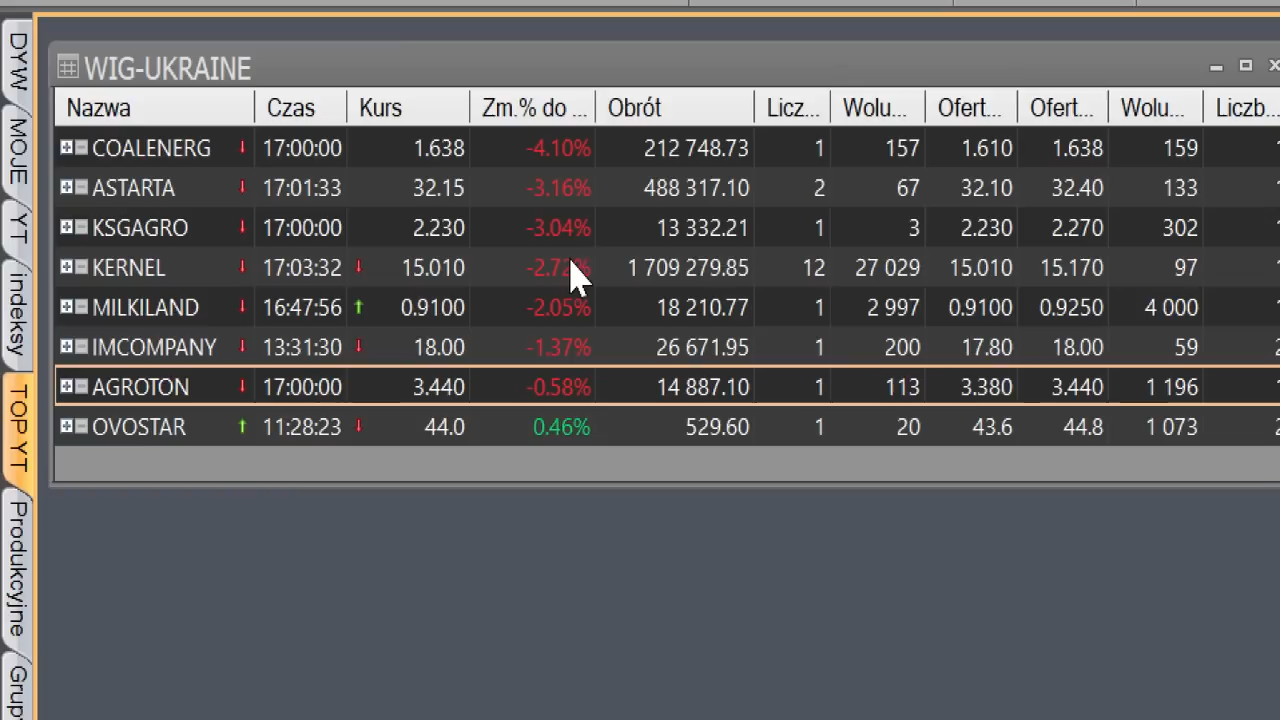 WIG-UKRAINE
Nazwa Czas Kurs Zm.% do ... Obrót Licz... Wolu... Ofert... Ofert... Wolu... Liczb...
COALENERG 17:00:00 1.638 -4.10% 212 748.73 1 157 1.610 1.638 159
ASTARTA 17:01:33 32.15 -3.16% 488 317.10 2 67 32.10 32.40 133
KSGAGRO 17:00:00 2.230 -3.04% 13 332.21 1 3 2.230 2.270 302
KERNEL 17:03:32 15.010 1 709 279.85 12 27 029 15.010 15.170 97
MILKILAND 16:47:56 0.9100 -2.05% 18 210.77 1 2 997 0.9100 0.9250 4 000
IMCOMPANY 13:31:30 18.00 -1.37% 26 671.95 1 200 17.80 18.00 59
AGROTON 17:00:00 3.440 -0.58% 14 887.10 1 113 3.380 3.440 1 196
OVOSTAR 11:28:23 44.0 0.46% 529.60 1 20 43.6 44.8 1 073
DYW
MOJE
YT
indeksy
TOP YT
Produkcyjne